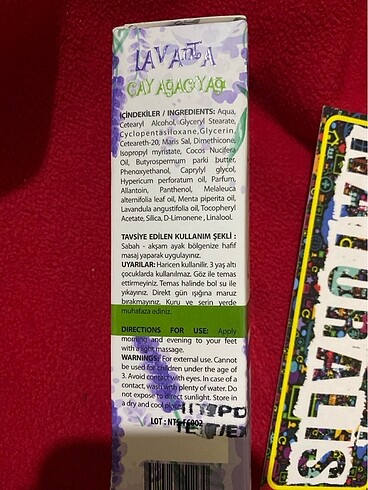 LAVANTA
ÇAY AĞACI YAĞI
İÇİNDEKİLER / INGREDIENTS: Aqua,
Cetearyl Alcohol, Glyceryl Stearate,
Cyclopentasiloxane, Glycerin,
Ceteareth-20, Maris Sal, Dimethicone,
Isopropyl myristate, Cocos Nucifera
Oil, Butyrospermum parki butter,
Phenoxyethanol, Caprylyl glycol,
Hypericum perforatum oil, Parfum,
Allantoin, Panthenol, Melaleuca
alternifolia leaf oil, Menta piperita oil,
Lavandula angustifolia oil, Tocopheryl
Acetate, Silica, D-Limonene, Linalool.
TAVSİYE EDİLEN KULLANIM ŞEKLİ :
Sabah - akşam ayak bölgenize hafif
masaj yaparak uygulayınız.
UYARILAR: Haricen kullanilir. 3 yaş altı
çocuklarda kullanılmaz. Göz ile temas
ettirmeyiniz. Temas halinde bol su ile
yıkayınız. Direkt gün ışığına maruz
bırakmayınız. Kuru ve serin yerde
muhafaza ediniz.
DIRECTIONS FOR USE: Apply
morning and evening to your feet
with a light massage.
WARNINGS: For external use. Cannot
be used for children under the age of
3. Avoid contact with eyes. In case of a
contact, wash with plenty of water. Do
not expose to direct sunlight. Store in
a dry and cool place.
LOT :